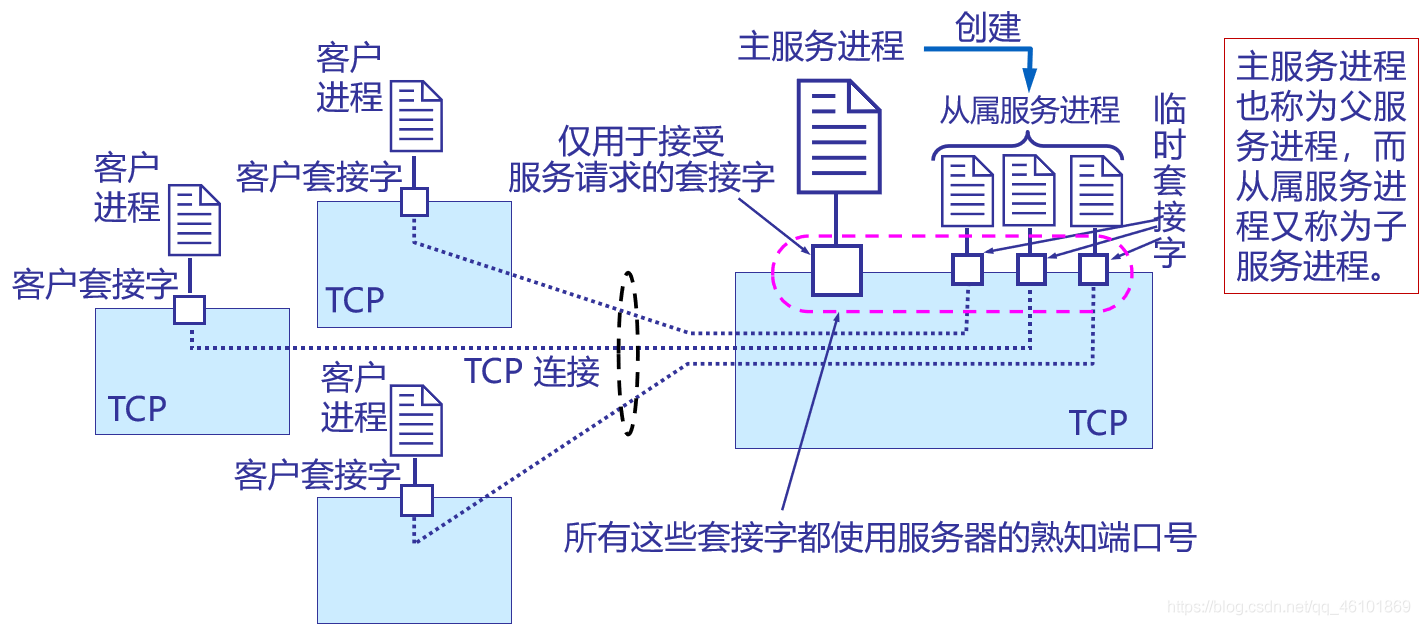 客户
进程
客户套接字
TCP
客户
进程
客户套接字
TCP
客户
进程
客户套接字
TCP 连接
主服务进程
创建
从属服务进程
仅用于接受
服务请求的套接字
临
时
套
接
字
TCP
所有这些套接字都使用服务器的熟知端口号
主服务进程
也称为父服
务进程，而
从属服务进
程又称为子
服务进程。
https://blog.csdn.net/qq_46101869